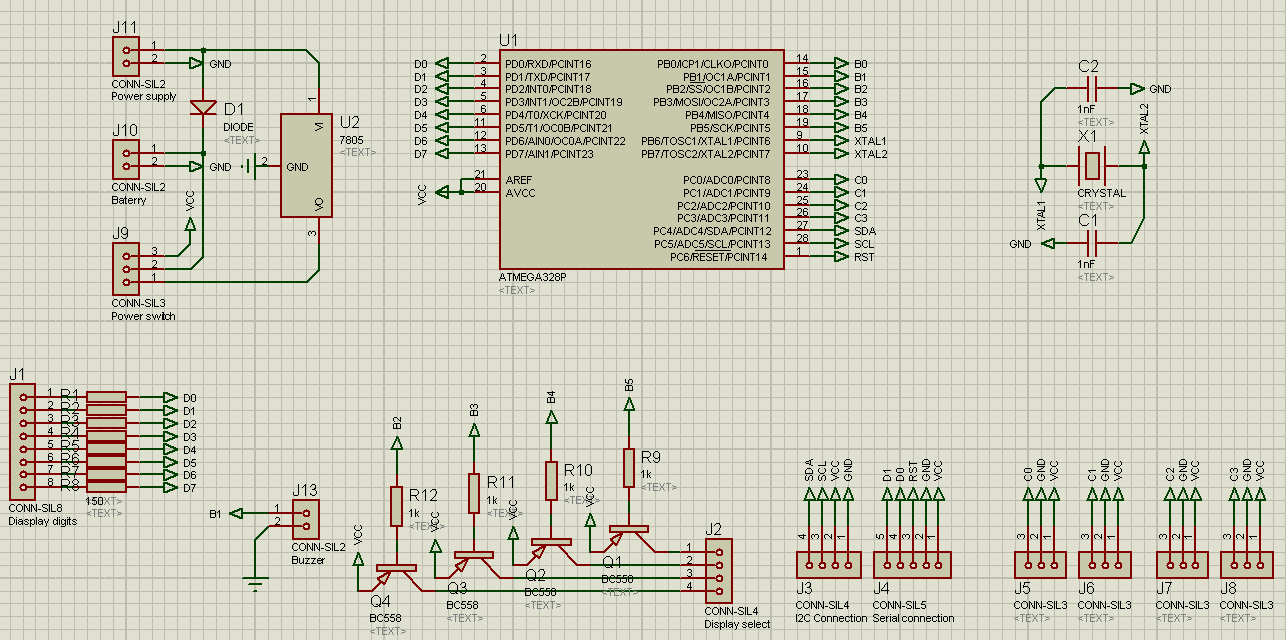 J11
1
2
GND
CONN-SIL2
Power supply
D1
DIODE
<TEXT>
J10
1
2
GND
CONN-SIL2
Baterry
VCC
J9
3
2
1
CONN-SIL3
Power switch
U2
7805
<TEXT>
1
VI
2
GND
VO
3
U1
D0 2 PD0/RXD/PCINT16
D1 3 PD1/TXD/PCINT17
D2 4 PD2/INT0/PCINT18
D3 5 PD3/INT1/OC2B/PCINT19
D4 6 PD4/T0/XCK/PCINT20
D5 11 PD5/T1/OC0B/PCINT21
D6 12 PD6/AIN0/OC0A/PCINT22
D7 13 PD7/AIN1/PCINT23
21 AREF
VCC 20 AVCC
PB0/ICP1/CLKO/PCINT0 14 B0
PB1/OC1A/PCINT1 15 B1
PB2/SS/OC1B/PCINT2 16 B2
PB3/MOSI/OC2A/PCINT3 17 B3
PB4/MISO/PCINT4 18 B4
PB5/SCK/PCINT5 19 B5
PB6/TOSC1/XTAL1/PCINT6 9 XTAL1
PB7/TOSC2/XTAL2/PCINT7 10 XTAL2
PC0/ADC0/PCINT8 23 C0
PC1/ADC1/PCINT9 24 C1
PC2/ADC2/PCINT10 25 C2
PC3/ADC3/PCINT11 26 C3
PC4/ADC4/SDA/PCINT12 27 SDA
PC5/ADC5/SCL/PCINT13 28 SCL
PC6/RESET/PCINT14 1 RST
ATMEGA328P
<TEXT>
C2
GND
1nF
<TEXT>
XTAL2
X1
CRYSTAL
<TEXT>
XTAL1
C1
GND
1nF
<TEXT>
J1
1 R1 D0
2 R2 D1
3 R3 D2
4 R4 D3
5 R5 D4
6 R6 D5
7 R7 D6
8 R8 D7
150
<TEXT>
CONN-SIL8
Diasplay digits
J13
B1
1
2
CONN-SIL2
Buzzer
B2
R12
1k
<TEXT>
VCC
Q4
BC558
<TEXT>
B3
R11
1k
<TEXT>
VCC
Q3
BC558
<TEXT>
B4
R10
1k
<TEXT>
VCC
Q2
BC558
<TEXT>
B5
R9
1k
<TEXT>
VCC
Q1
BC558
<TEXT>
J2
1
2
3
4
CONN-SIL4
Display select
SDA SCL VCC GND
4 3 2 1
J3
CONN-SIL4
I2C Connection
D1 D0 RST GND VCC
5 4 3 2 1
J4
CONN-SIL5
Serial connection
C0 GND VCC
3 2 1
J5
CONN-SIL3
<TEXT>
C1 GND VCC
3 2 1
J6
CONN-SIL3
<TEXT>
C2 GND VCC
3 2 1
J7
CONN-SIL3
<TEXT>
C3 GND VCC
3 2 1
J8
CONN-SIL3
<TEXT>